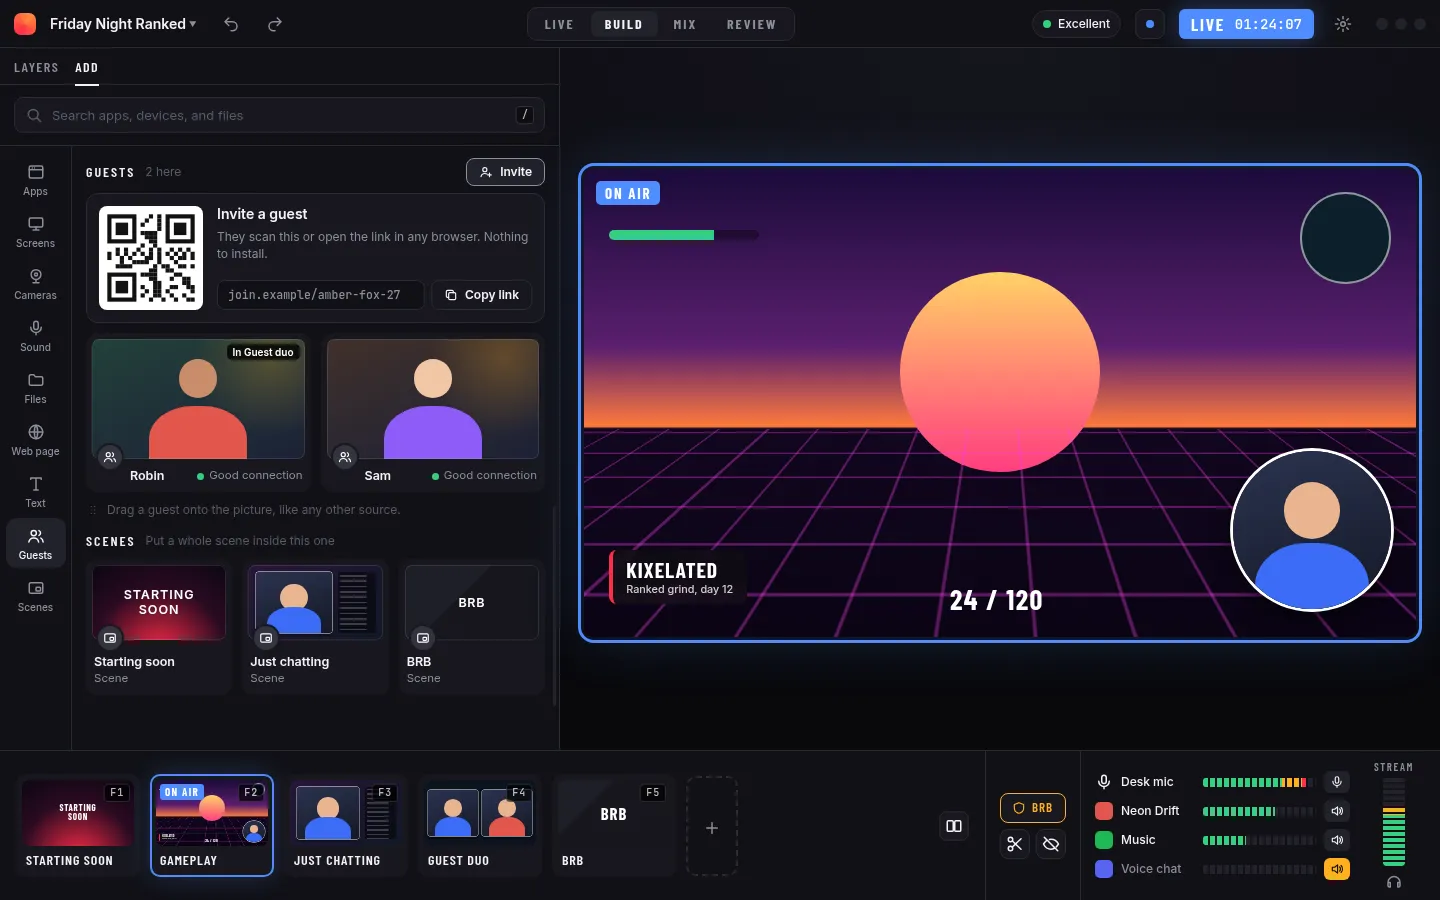 Friday Night Ranked
LIVE
BUILD
MIX
REVIEW
Excellent
LIVE 01:24:07
LAYERS
ADD
Search apps, devices, and files
/
Apps
Screens
Cameras
Sound
Files
Web page
Text
Guests
Scenes
GUESTS
2 here
Invite
Invite a guest
They scan this or open the link in any browser. Nothing
to install.
join.example/amber-fox-27
Copy link
In Guest duo
Robin
Good connection
Sam
Good connection
Drag a guest onto the picture, like any other source.
SCENES
Put a whole scene inside this one
STARTING
SOON
Starting soon
Scene
Just chatting
Scene
BRB
BRB
Scene
ON AIR
KIXELATED
Ranked grind, day 12
24 / 120
STARTING
SOON
F1
STARTING SOON
ON AIR
F2
GAMEPLAY
F3
JUST CHATTING
F4
GUEST DUO
BRB
F5
BRB
BRB
Desk mic
Neon Drift
Music
Voice chat
STREAM